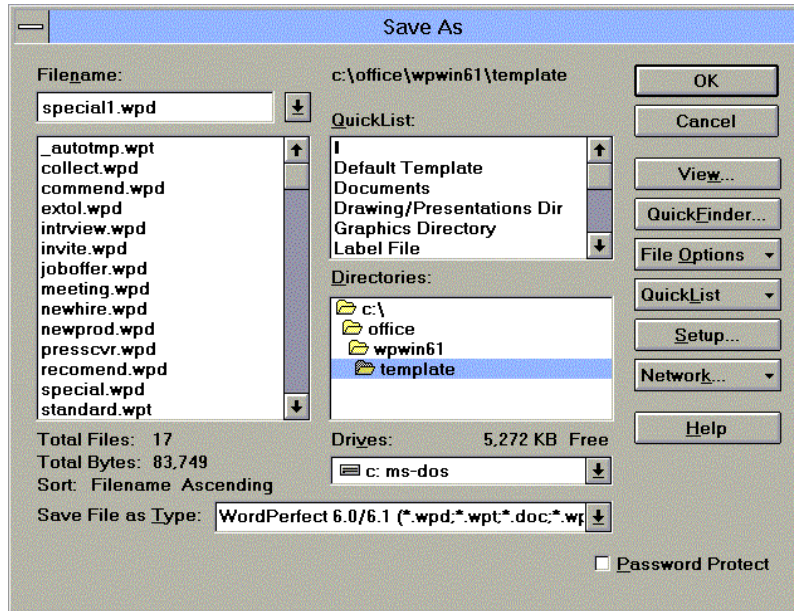 Save As
Filename:
special1.wpd
_autotmp.wpt
collect.wpd
commend.wpd
extol.wpd
intrview.wpd
invite.wpd
joboffer.wpd
meeting.wpd
newhire.wpd
newprod.wpd
presscvr.wpd
recomend.wpd
special.wpd
standard.wpt
Total Files: 17
Total Bytes: 83,749
Sort: Filename Ascending
Save File as Type: WordPerfect 6.0/6.1 (*.wpd;*.wpt;*.doc;*.wp
c:\office\wpwin61\template
QuickList:
Default Template
Documents
Drawing/Presentations Dir
Graphics Directory
Label File
Directories:
c:\
office
wpwin61
template
Drives: 5,272 KB Free
c: ms-dos
OK
Cancel
View...
QuickFinder...
File Options
QuickList
Setup...
Network...
Help
Password Protect